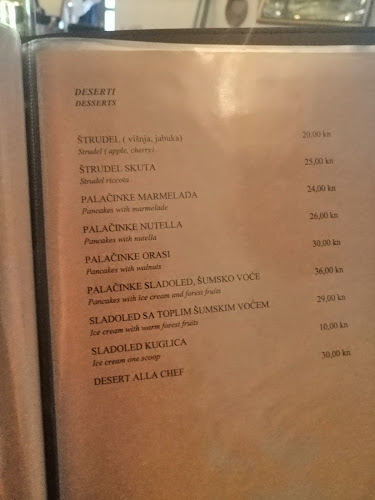 DESERTI
DESSERTS
ŠTRUDEL ( višnja, jabuka) 20,00 kn
Strudel ( apple, cherry)
ŠTRUDEL SKUTA 25,00 kn
Strudel riccota
PALAČINKE MARMELADA 24,00 kn
Pancakes with marmelade
PALAČINKE NUTELLA 26,00 kn
Pancakes with nutella
PALAČINKE ORASI 30,00 kn
Pancakes with walnuts
PALAČINKE SLADOLED, ŠUMSKO VOĆE 36,00 kn
Pancakes with ice cream and forest fruits
SLADOLED SA TOPLIM ŠUMSKIM VOĆEM 29,00 kn
Ice cream with warm forest fruits
SLADOLED KUGLICA 10,00 kn
Ice cream one scoop
DESERT ALLA CHEF 30,00 kn